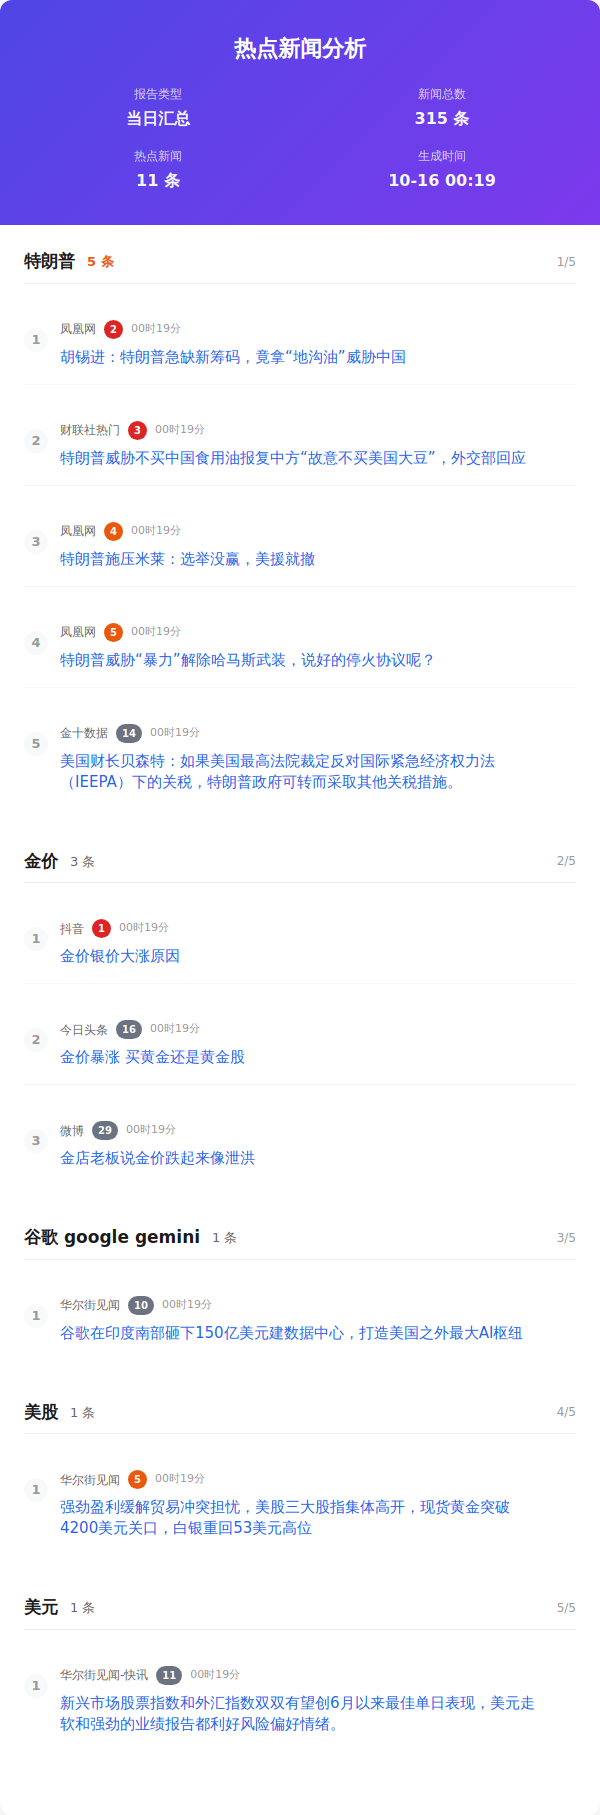 热点新闻分析
报告类型
新闻总数
当日汇总
315 条
热点新闻
生成时间
11 条
10-16 00:19
特朗普 5 条 1/5
1
凤凰网 2 00时19分
胡锡进：特朗普急缺新筹码，竟拿“地沟油”威胁中国
2
财联社热门 3 00时19分
特朗普威胁不买中国食用油报复中方“故意不买美国大豆”，外交部回应
3
凤凰网 4 00时19分
特朗普施压米莱：选举没赢，美援就撤
4
凤凰网 5 00时19分
特朗普威胁“暴力”解除哈马斯武装，说好的停火协议呢？
5
金十数据 14 00时19分
美国财长贝森特：如果美国最高法院裁定反对国际紧急经济权力法
（IEEPA）下的关税，特朗普政府可转而采取其他关税措施。
金价 3 条 2/5
1
抖音 1 00时19分
金价银价大涨原因
2
今日头条 16 00时19分
金价暴涨 买黄金还是黄金股
3
微博 29 00时19分
金店老板说金价跌起来像泄洪
谷歌 google gemini 1 条 3/5
1
华尔街见闻 10 00时19分
谷歌在印度南部砸下150亿美元建数据中心，打造美国之外最大AI枢纽
美股 1 条 4/5
1
华尔街见闻 5 00时19分
强劲盈利缓解贸易冲突担忧，美股三大股指集体高开，现货黄金突破
4200美元关口，白银重回53美元高位
美元 1 条 5/5
1
华尔街见闻-快讯 11 00时19分
新兴市场股票指数和外汇指数双双有望创6月以来最佳单日表现，美元走
软和强劲的业绩报告都利好风险偏好情绪。